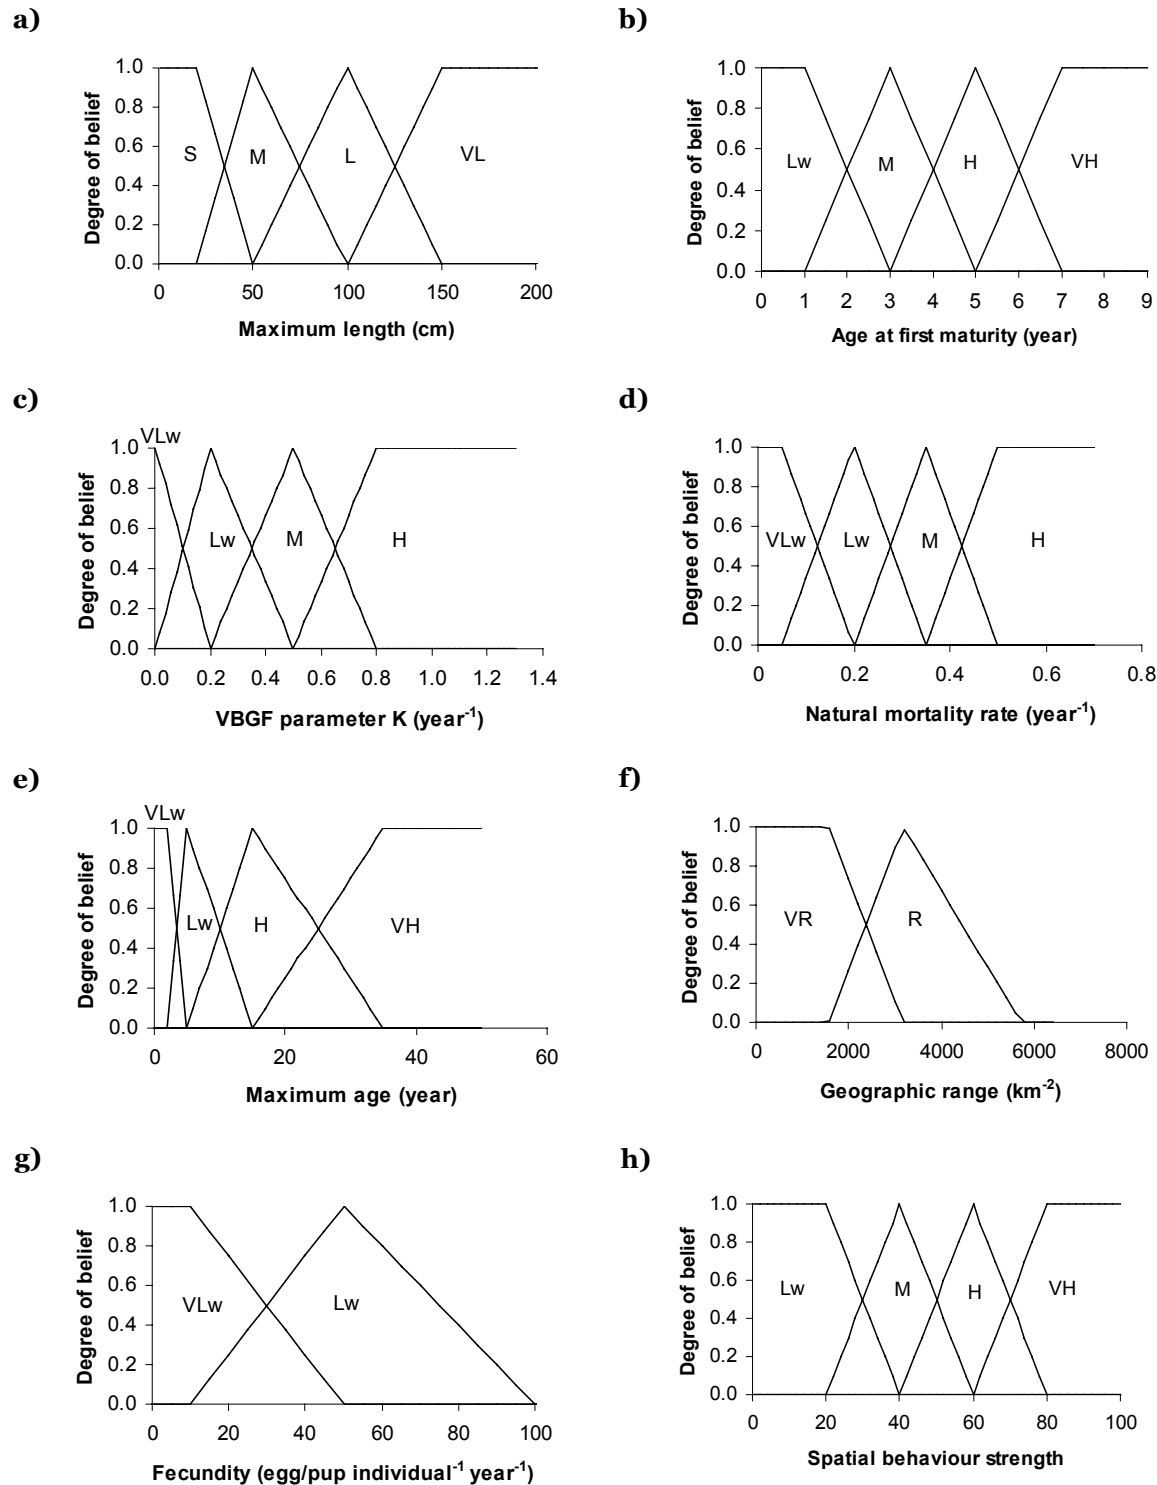 a)
Degree of belief
1.0
0.8
0.6
0.4
0.2
0.0
S
M
L
VL
0 50 100 150 200
Maximum length (cm)
b)
Degree of belief
1.0
0.8
0.6
0.4
0.2
0.0
Lw
M
H
VH
0 1 2 3 4 5 6 7 8 9
Age at first maturity (year)
c)
Degree of belief
VLw
1.0
0.8
0.6
0.4
0.2
0.0
Lw
M
H
0.0 0.2 0.4 0.6 0.8 1.0 1.2 1.4
VBGF parameter K (year⁻¹)
d)
Degree of belief
1.0
0.8
0.6
0.4
0.2
0.0
VLw
Lw
M
H
0 0.2 0.4 0.6 0.8
Natural mortality rate (year⁻¹)
e)
Degree of belief
VLw
1.0
0.8
0.6
0.4
0.2
0.0
Lw
H
VH
0 20 40 60
Maximum age (year)
f)
Degree of belief
1.0
0.8
0.6
0.4
0.2
0.0
VR
R
0 2000 4000 6000 8000
Geographic range (km⁻²)
g)
Degree of belief
1.0
0.8
0.6
0.4
0.2
0.0
VLw
Lw
0 20 40 60 80 100
Fecundity (egg/pup individual⁻¹ year⁻¹)
h)
Degree of belief
1.0
0.8
0.6
0.4
0.2
0.0
Lw
M
H
VH
0 20 40 60 80 100
Spatial behaviour strength